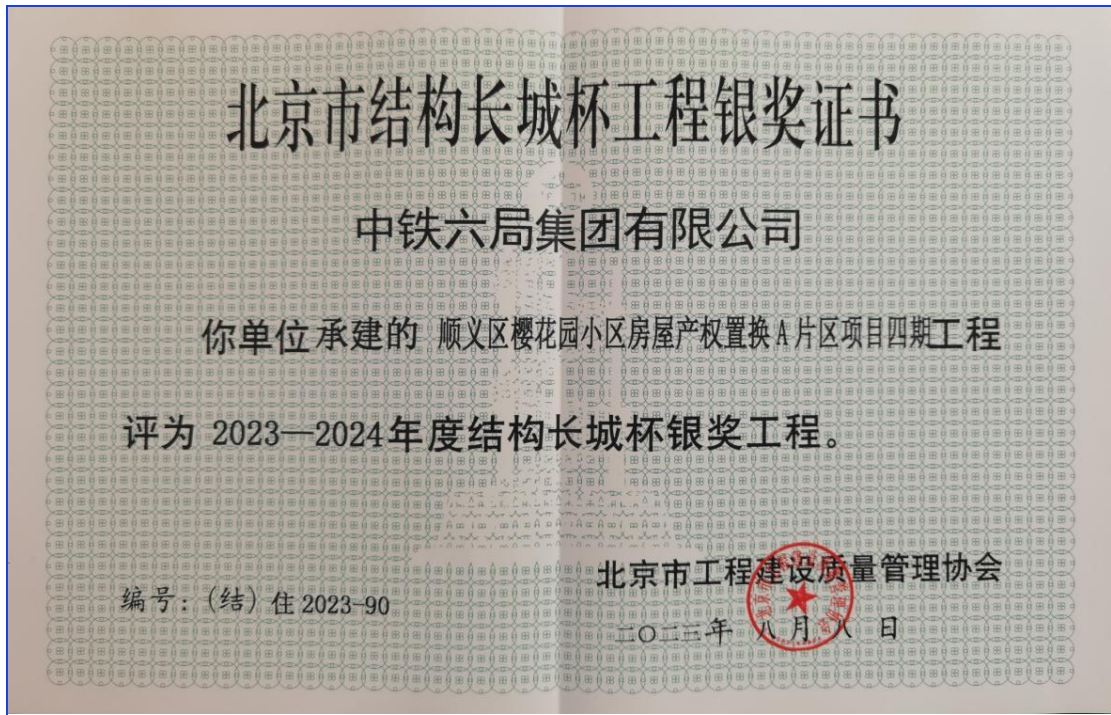 北京市结构长城杯工程银奖证书
中铁六局集团有限公司
你单位承建的 顺义区樱花园小区房屋产权置换A片区项目四期工程
评为 2023—2024年度结构长城杯银奖工程。
北京市工程建设质量管理协会
编号：(结) 住 2023-90
二〇二三年 八 月 八 日